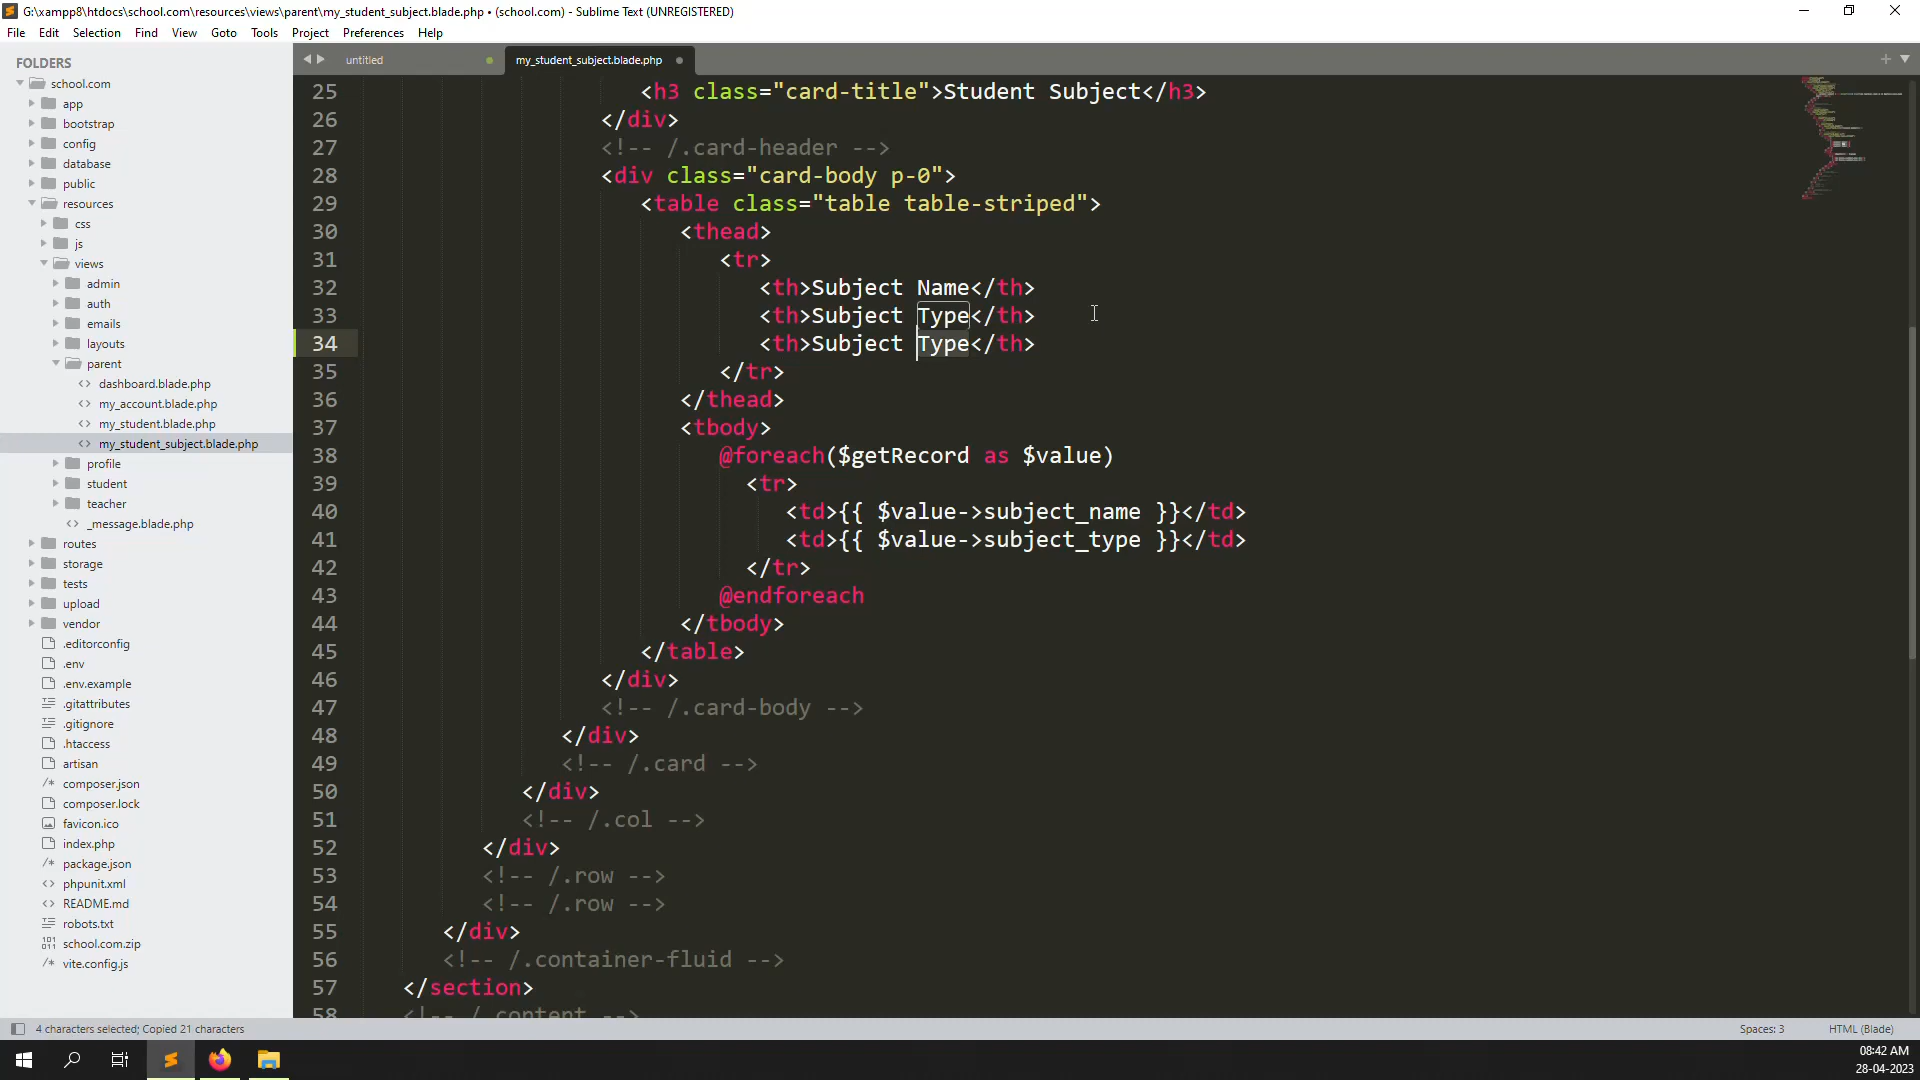 G:\xampp8\htdocs\school.com\resources\views\parent\my_student_subject.blade.php • (school.com) - Sublime Text (UNREGISTERED)
File Edit Selection Find View Goto Tools Project Preferences Help
FOLDERS
school.com
app
bootstrap
config
database
public
resources
css
js
views
admin
auth
emails
layouts
parent
dashboard.blade.php
my_account.blade.php
my_student.blade.php
my_student_subject.blade.php
profile
student
teacher
_message.blade.php
routes
storage
tests
upload
vendor
.editorconfig
.env
.env.example
.gitattributes
.gitignore
.htaccess
artisan
composer.json
composer.lock
favicon.ico
index.php
package.json
phpunit.xml
README.md
robots.txt
school.com.zip
vite.config.js
untitled my_student_subject.blade.php
25 <h3 class="card-title">Student Subject</h3>
26 </div>
27 <!-- /.card-header -->
28 <div class="card-body p-0">
29 <table class="table table-striped">
30 <thead>
31 <tr>
32 <th>Subject Name</th>
33 <th>Subject Type</th>
34 <th>Subject Type</th>
35 </tr>
36 </thead>
37 <tbody>
38 @foreach($getRecord as $value)
39 <tr>
40 <td>{{ $value->subject_name }}</td>
41 <td>{{ $value->subject_type }}</td>
42 </tr>
43 @endforeach
44 </tbody>
45 </table>
46 </div>
47 <!-- /.card-body -->
48 </div>
49 <!-- /.card -->
50 </div>
51 <!-- /.col -->
52 </div>
53 <!-- /.row -->
54 <!-- /.row -->
55 </div>
56 <!-- /.container-fluid -->
57 </section>
58 <!-- /.content -->
4 characters selected; Copied 21 characters Spaces: 3 HTML (Blade)
08:42 AM
28-04-2023